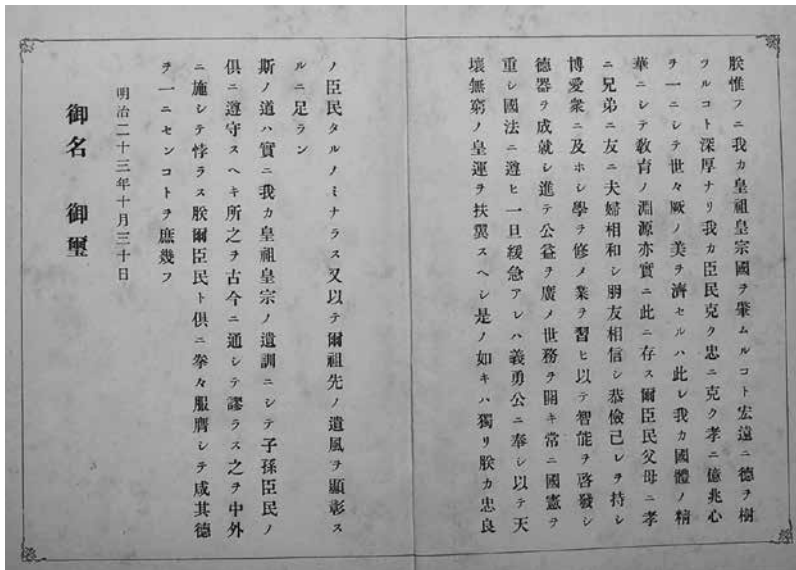 朕惟フニ我カ皇祖皇宗國ヲ肇ムルコト宏遠ニ德ヲ樹
ツルコト深厚ナリ我カ臣民克ク忠ニ克ク孝ニ億兆心
ヲ一ニシテ世々厥ノ美ヲ濟セルハ此レ我カ國體ノ精
華ニシテ敎育ノ淵源亦實ニ此ニ存ス爾臣民父母ニ孝
ニ兄弟ニ友ニ夫婦相和シ朋友相信シ恭儉己レヲ持シ
博愛衆ニ及ホシ學ヲ修メ業ヲ習ヒ以テ智能ヲ啓發シ
德器ヲ成就シ進テ公益ヲ廣メ世務ヲ開キ常ニ國憲ヲ
重シ國法ニ遵ヒ一旦緩急アレハ義勇公ニ奉シ以テ天
壤無窮ノ皇運ヲ扶翼スヘシ是ノ如キハ獨リ朕カ忠良
ノ臣民タルノミナラス又以テ爾祖先ノ遺風ヲ顯彰ス
ルニ足ラン
斯ノ道ハ實ニ我カ皇祖皇宗ノ遺訓ニシテ子孫臣民ノ
俱ニ遵守スヘキ所之ヲ古今ニ通シテ謬ラス之ヲ中外
ニ施シテ悖ラス朕爾臣民ト俱ニ拳々服膺シテ咸其德
ヲ一ニセンコトヲ庶幾フ
明治二十三年十月三十日
御名 御璽